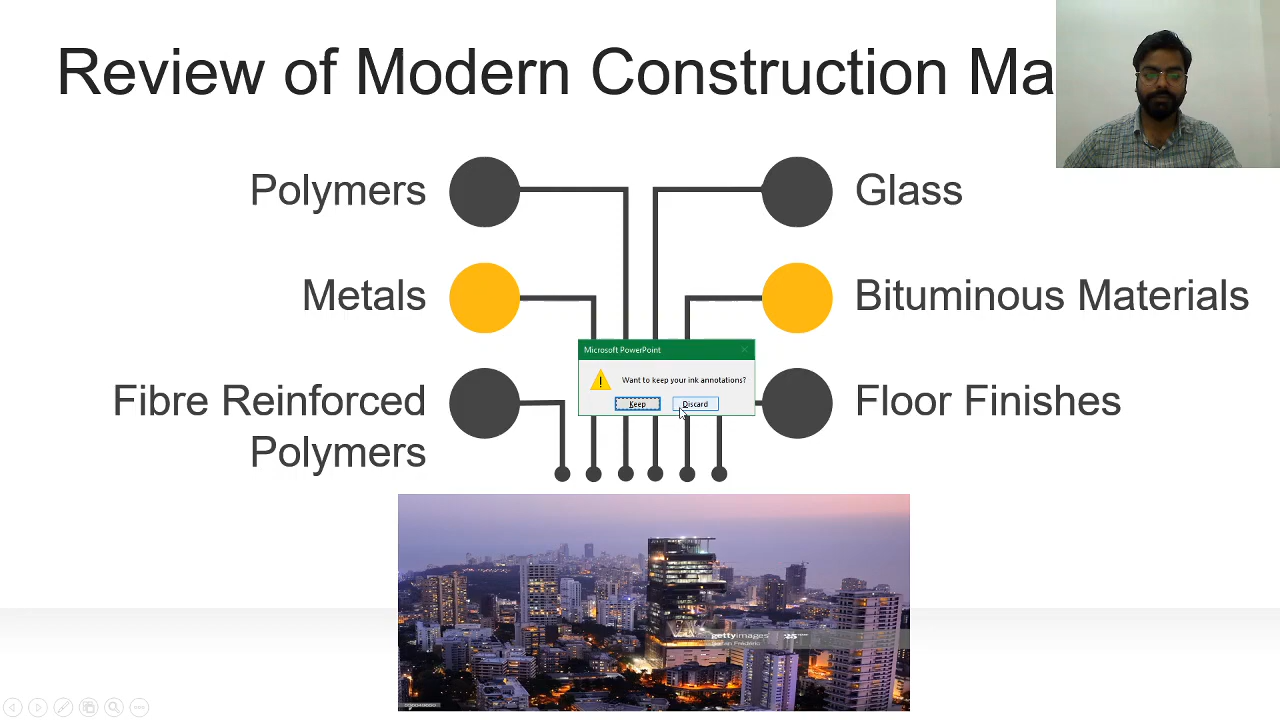 Review of Modern Construction Ma
Polymers
Glass
Metals
Bituminous Materials
Microsoft PowerPoint
Want to keep your ink annotations?
Keep
Discard
Fibre Reinforced
Polymers
Floor Finishes
gettyimages